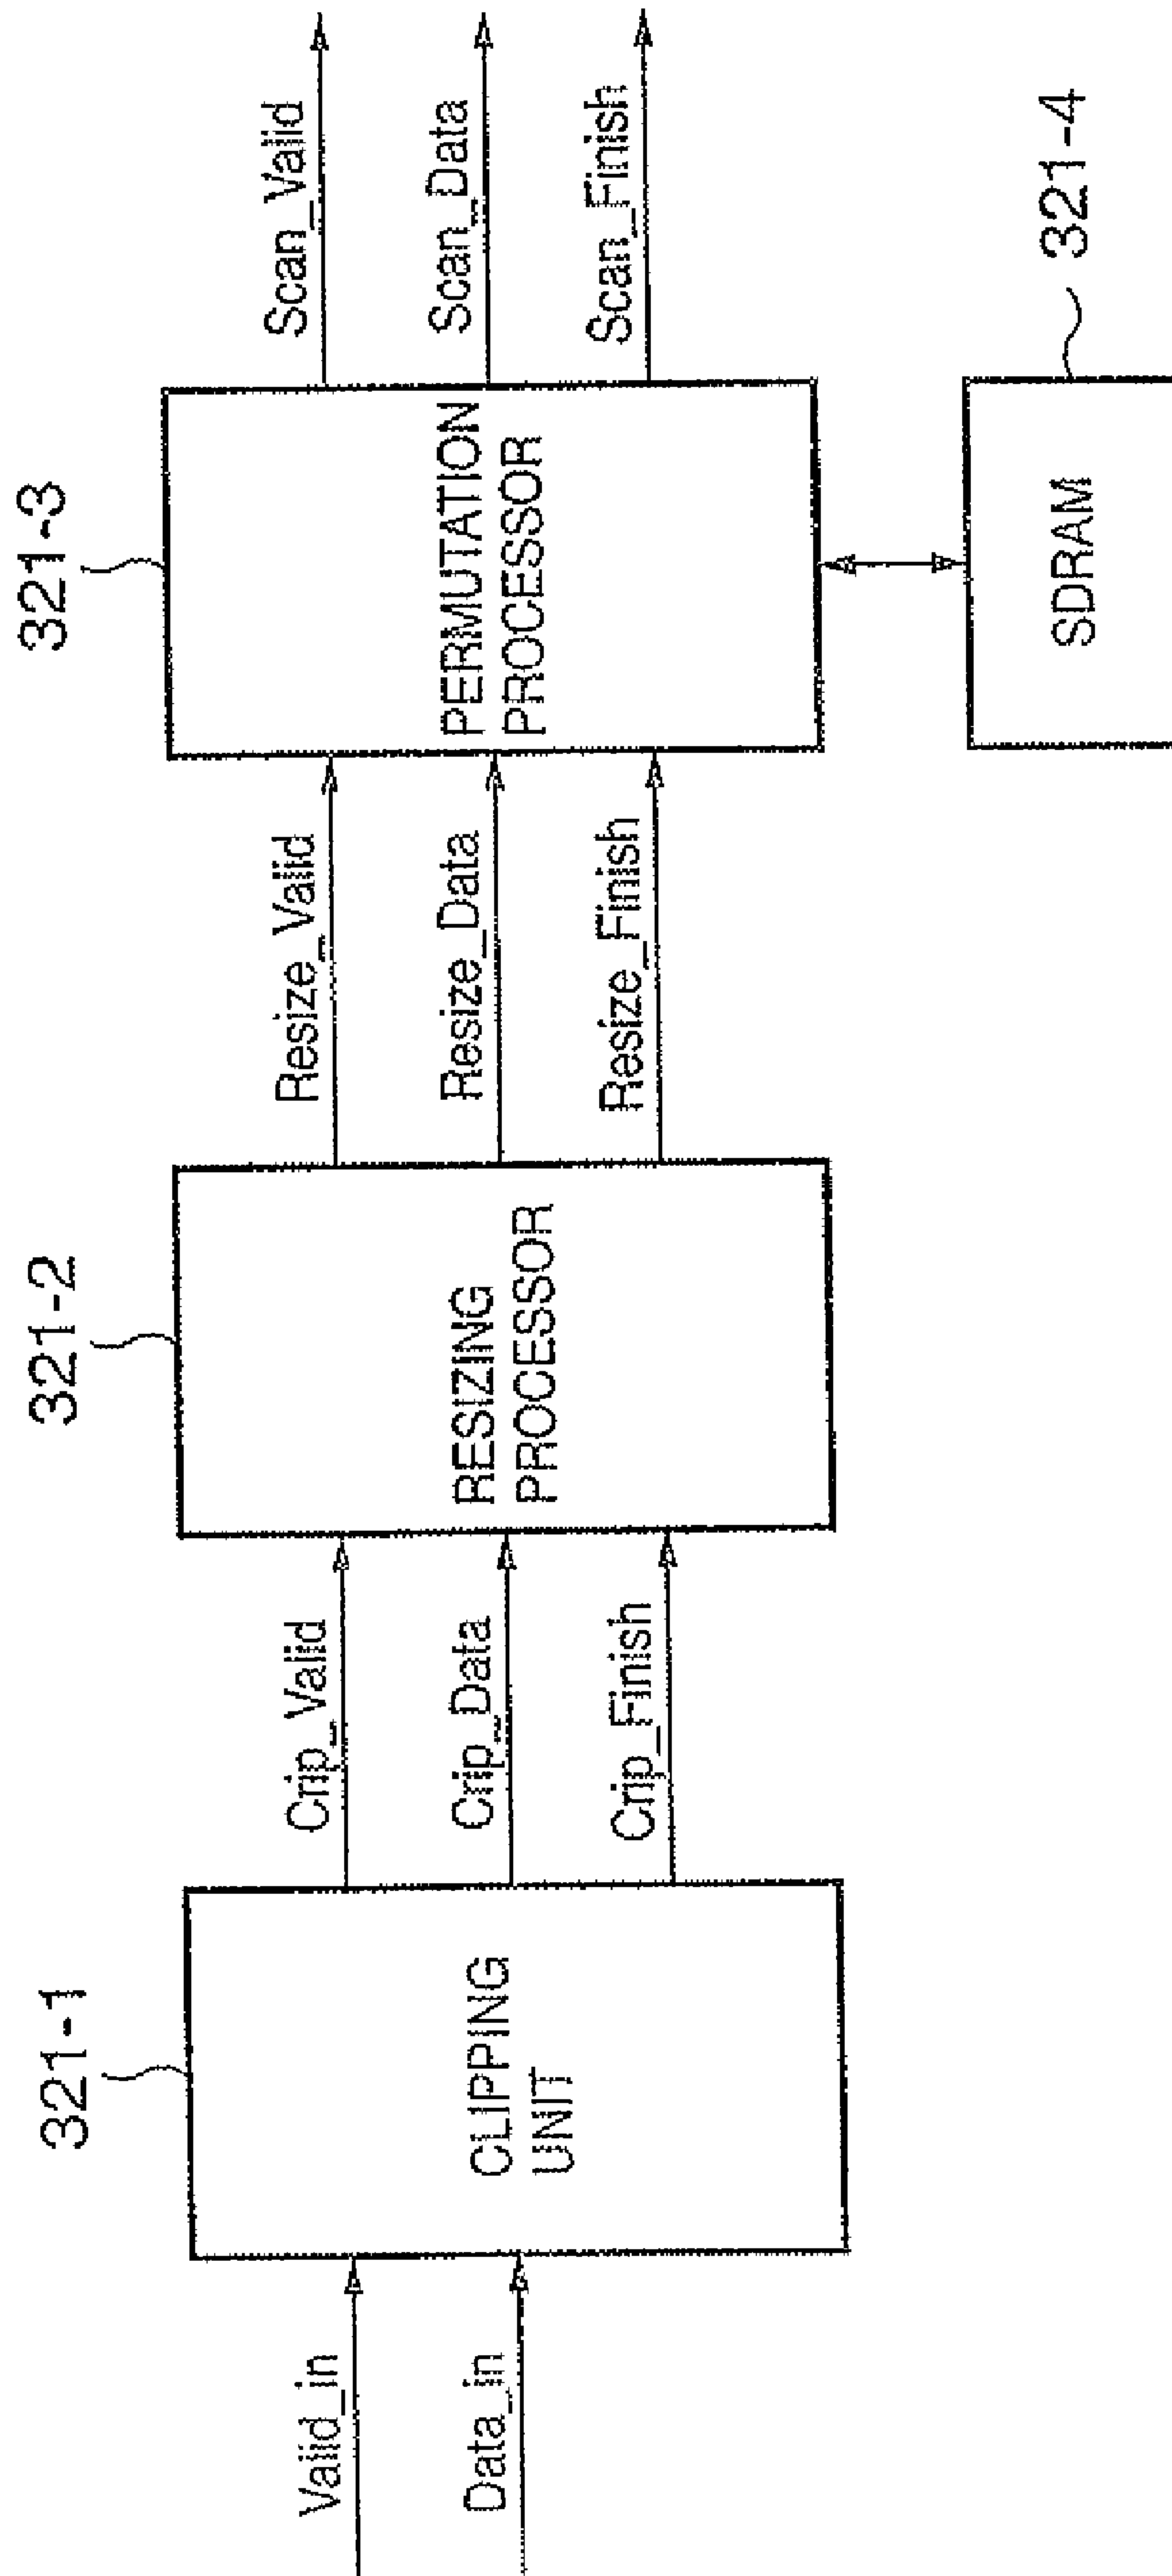 321-1
321-2
321-3
Valid_in
Data_in
CLIPPING
UNIT
Crip_Valid
Crip_Data
Crip_Finish
RESIZING
PROCESSOR
Resize_Valid
Resize_Data
Resize_Finish
PERMUTATION
PROCESSOR
Scan_Valid
Scan_Data
Scan_Finish
SDRAM
321-4